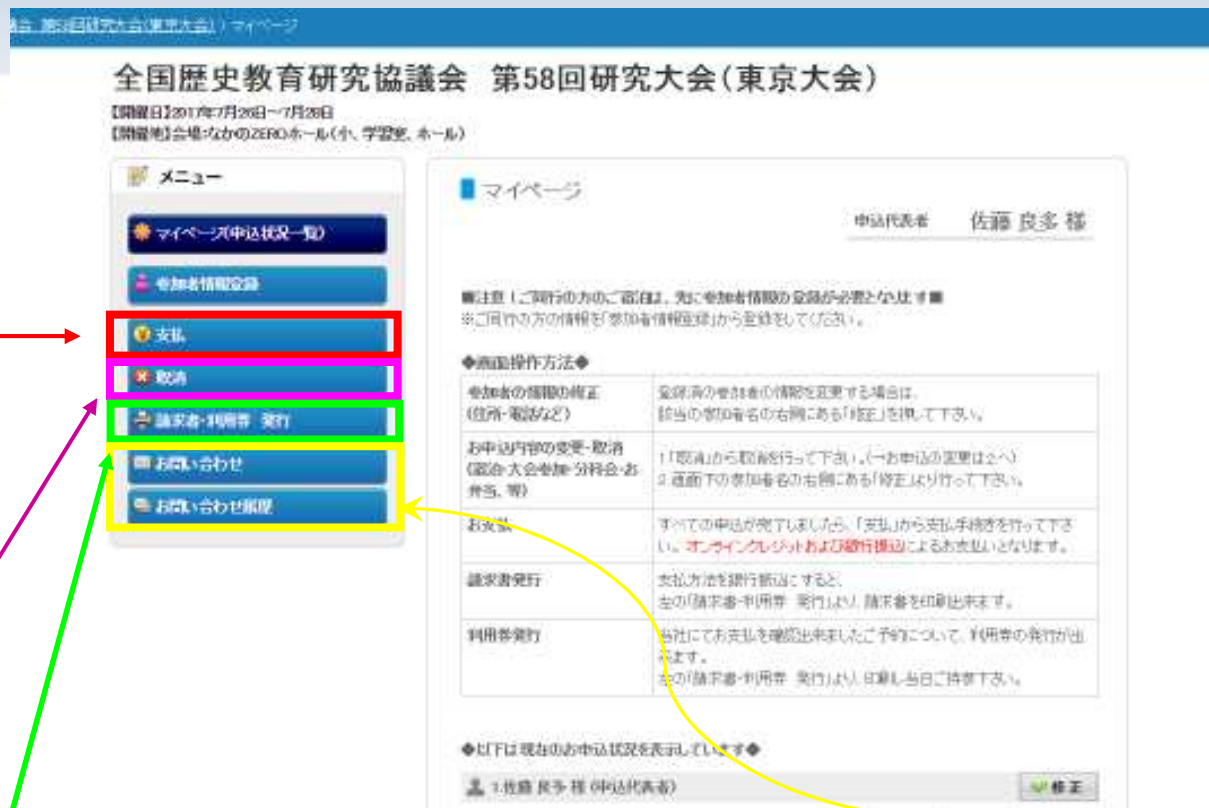 議会 第58回研究大会(東京大会) › マイページ
全国歴史教育研究協議会 第58回研究大会(東京大会)
【開催日】2017年7月26日〜7月28日
【開催地】会場:なかのZEROホール(小、学習室、ホール)
メニュー
マイページ(申込状況一覧)
参加者情報登録
支払
取消
請求書・利用券 発行
お問い合わせ
お問い合わせ履歴
マイページ
申込代表者 佐藤 良多 様
■注意！ご同行の方のご宿泊は、先に参加者情報の登録が必要となります■
※ご同行の方の情報を「参加者情報登録」から登録をしてください。
◆画面操作方法◆
参加者の情報の修正
(住所・電話など)
登録済の参加者の情報を変更する場合は、
該当の参加者名の右側にある「修正」を押して下さい。
お申込内容の変更・取消
(宿泊・大会参加・分科会・お
弁当、等)
1.「取消」から取消を行って下さい。(→お申込の変更は2へ)
2.画面下の参加者名の右側にある「修正」より行って下さい。
お支払
すべての申込が完了しましたら、「支払」から支払手続きを行って下さ
い。オンラインクレジットおよび銀行振込によるお支払いとなります。
請求書発行
支払方法を銀行振込にすると、
左の「請求書・利用券 発行」より、請求書を印刷出来ます。
利用券発行
当社にてお支払を確認出来ましたご予約について、利用券の発行が出
来ます。
左の「請求書・利用券 発行」より、印刷し当日ご持参下さい。
◆以下は現在のお申込状況を表示しています◆
1.佐藤 良多 様 (申込代表者)
修正